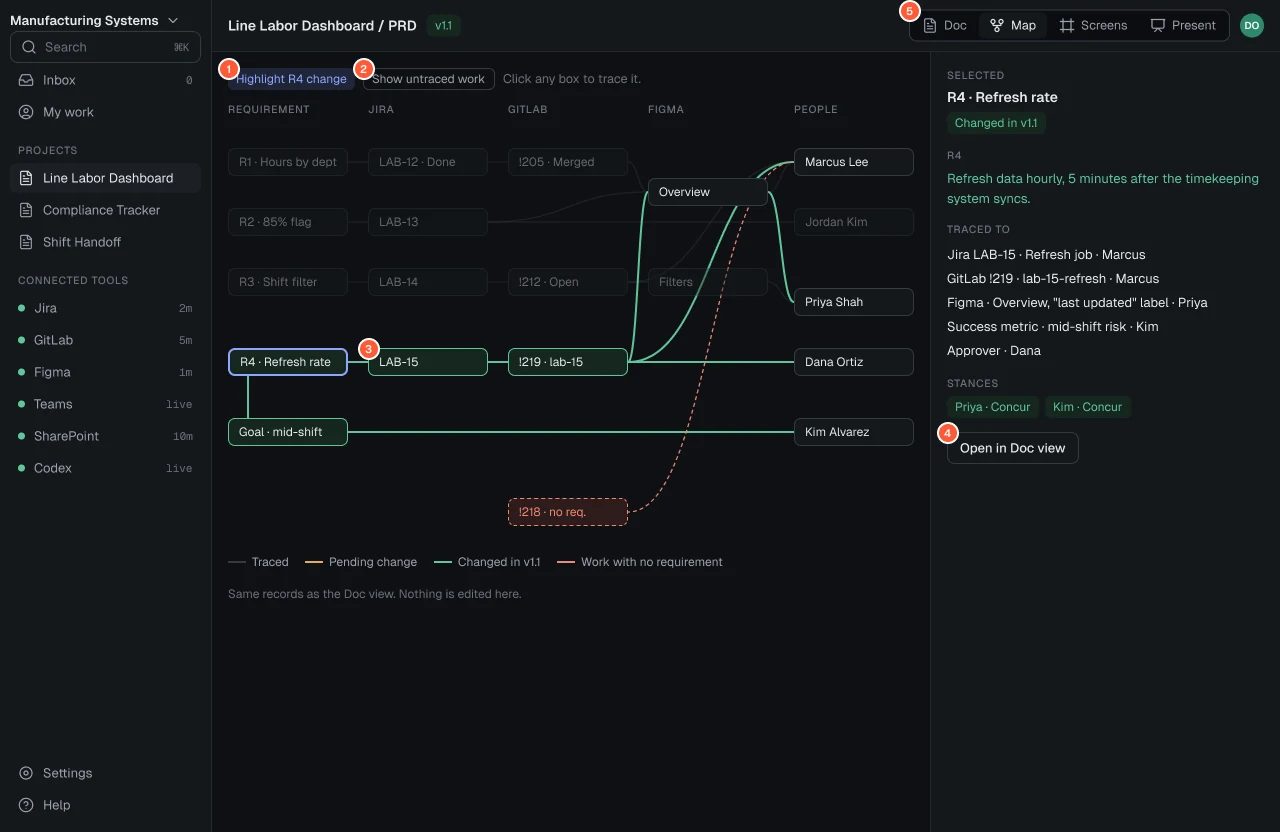 Manufacturing Systems
Search ⌘K
Inbox 0
My work
PROJECTS
Line Labor Dashboard
Compliance Tracker
Shift Handoff
CONNECTED TOOLS
Jira 2m
GitLab 5m
Figma 1m
Teams live
SharePoint 10m
Codex live
Settings
Help
Line Labor Dashboard / PRD v1.1
5
Doc Map Screens Present DO
1 Highlight R4 change 2 Show untraced work Click any box to trace it.
REQUIREMENT JIRA GITLAB FIGMA PEOPLE
R1 · Hours by dept LAB-12 · Done !205 · Merged Marcus Lee
Overview
R2 · 85% flag LAB-13 Jordan Kim
R3 · Shift filter LAB-14 !212 · Open Filters
Priya Shah
3
R4 · Refresh rate LAB-15 !219 · lab-15 Dana Ortiz
Goal · mid-shift Kim Alvarez
!218 · no req.
Traced Pending change Changed in v1.1 Work with no requirement
Same records as the Doc view. Nothing is edited here.
SELECTED
R4 · Refresh rate
Changed in v1.1
R4
Refresh data hourly, 5 minutes after the timekeeping
system syncs.
TRACED TO
Jira LAB-15 · Refresh job · Marcus
GitLab !219 · lab-15-refresh · Marcus
Figma · Overview, "last updated" label · Priya
Success metric · mid-shift risk · Kim
Approver · Dana
STANCES
Priya · Concur Kim · Concur
4
Open in Doc view